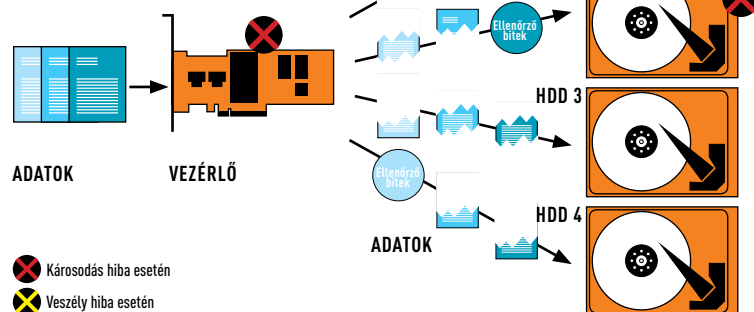 Ellenőrző
bitek
HDD 3
ADATOK
VEZÉRLŐ
Ellenőrző
bitek
HDD 4
ADATOK
Károsodás hiba esetén
Veszély hiba esetén